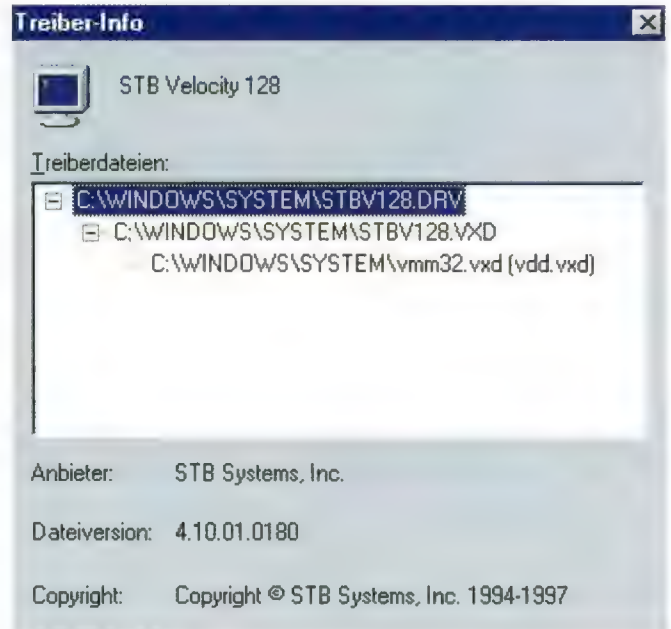 Treiber-Info
STB Velocity 128
Treiberdateien:
C:\WINDOWS\SYSTEM\STBV128.DRV
C:\WINDOWS\SYSTEM\STBV128.VXD
C:\WINDOWS\SYSTEM\vmm32.vxd (vdd.vxd)
Anbieter: STB Systems, Inc.
Dateiversion: 4.10.01.0180
Copyright: Copyright © STB Systems, Inc. 1994-1997